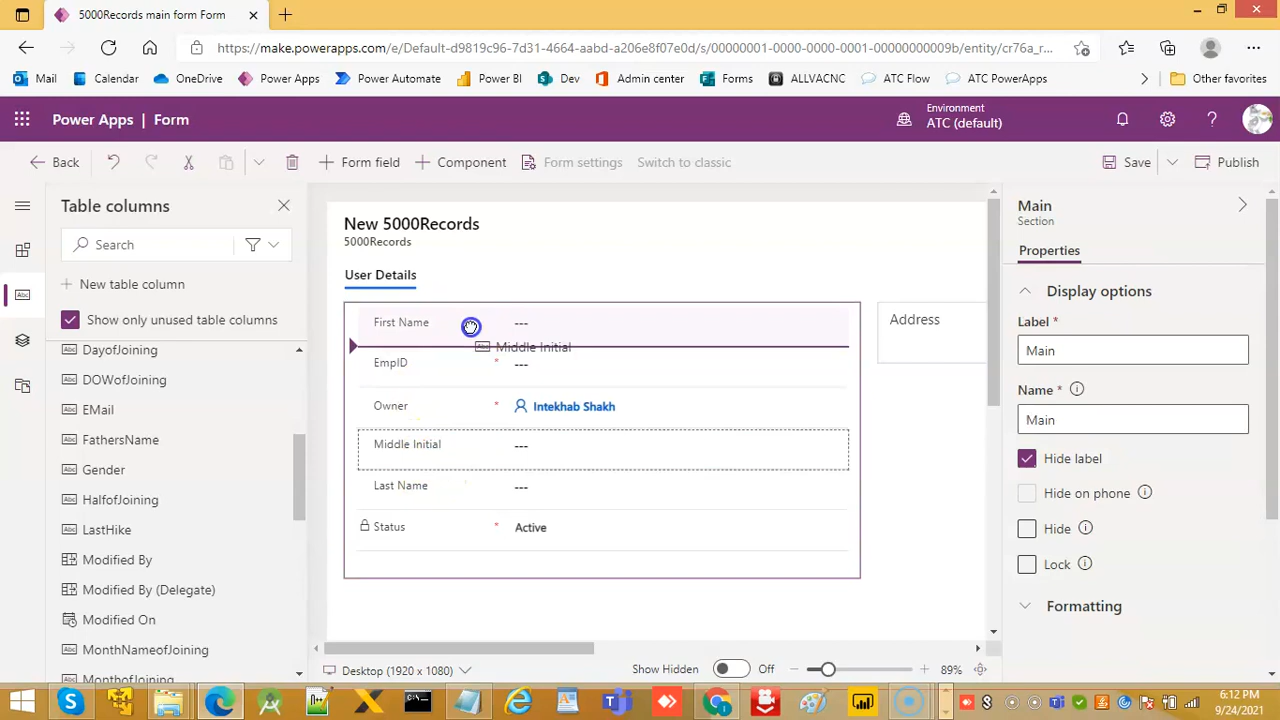 5000Records main form Form
https://make.powerapps.com/e/Default-d9819c96-7d31-4664-aabd-a206e8f07e0d/s/00000001-0000-0000-0001-00000000009b/entity/cr76a_r...
Mail Calendar OneDrive Power Apps Power Automate Power BI Dev Admin center Forms ALLVACNC ATC Flow ATC PowerApps Other favorites
Power Apps | Form
Environment
ATC (default)
Back
Form field
Component
Form settings
Switch to classic
Save
Publish
Table columns
Search
New table column
Show only unused table columns
DayofJoining
DOWofJoining
EMail
FathersName
Gender
HalfofJoining
LastHike
Modified By
Modified By (Delegate)
Modified On
MonthNameofJoining
MonthofJoining
New 5000Records
5000Records
User Details
First Name ---
Abc Middle Initial
EmpID * ---
Owner * Intekhab Shakh
Middle Initial ---
Last Name ---
Status * Active
Address
Desktop (1920 x 1080)
Show Hidden
Off
89%
Main
Section
Properties
Display options
Label *
Main
Name *
Main
Hide label
Hide on phone
Hide
Lock
Formatting
6:12 PM
9/24/2021